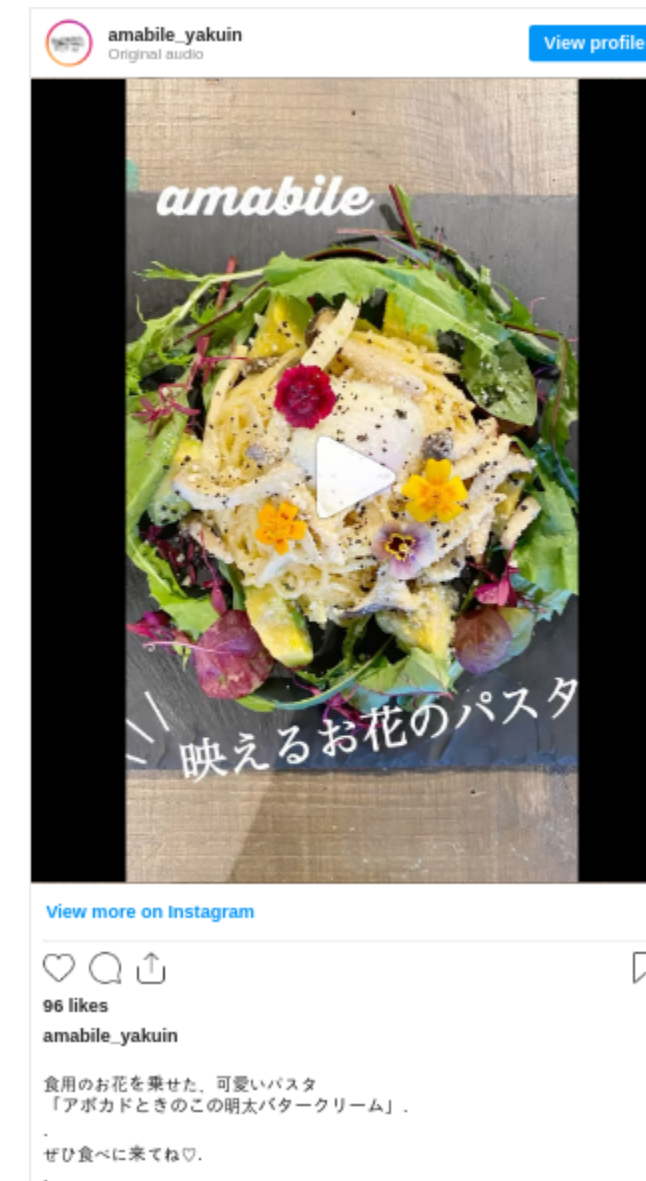 amabile_yakuin
Original audio
View profile
amabile
映えるお花のパスタ
View more on Instagram
96 likes
amabile_yakuin
食用のお花を乗せた、可愛いパスタ
「アボカドときのこの明太バタークリーム」.
.
ぜひ食べに来てね♡.
.